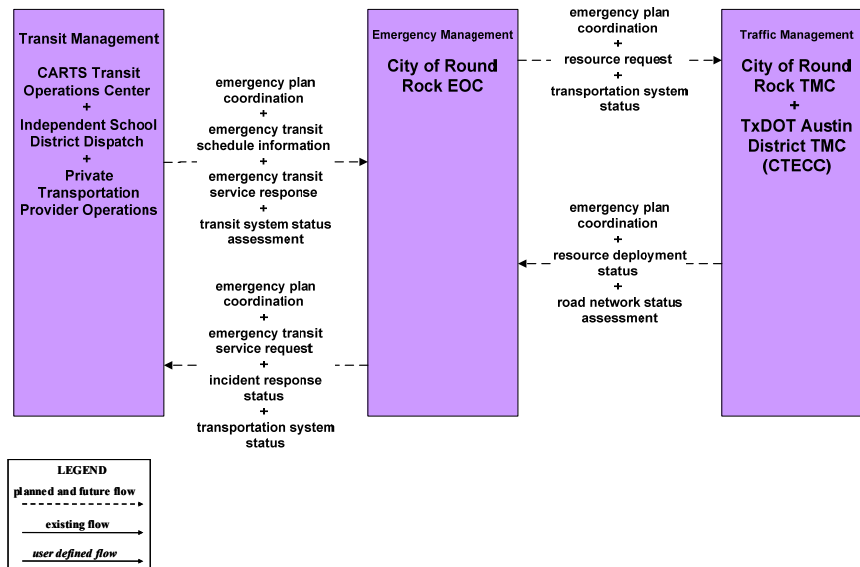 Transit Management
CARTS Transit
Operations Center
+
Independent School
District Dispatch
+
Private
Transportation
Provider Operations
emergency plan
coordination
+
emergency transit
schedule information
+
emergency transit
service response
+
transit system status
assessment
emergency plan
coordination
+
emergency transit
service request
+
incident response
status
+
transportation system
status
Emergency Management
City of Round
Rock EOC
emergency plan
coordination
+
resource request
+
transportation system
status
emergency plan
coordination
+
resource deployment
status
+
road network status
assessment
Traffic Management
City of Round
Rock TMC
+
TxDOT Austin
District TMC
(CTECC)
LEGEND
planned and future flow
existing flow
user defined flow